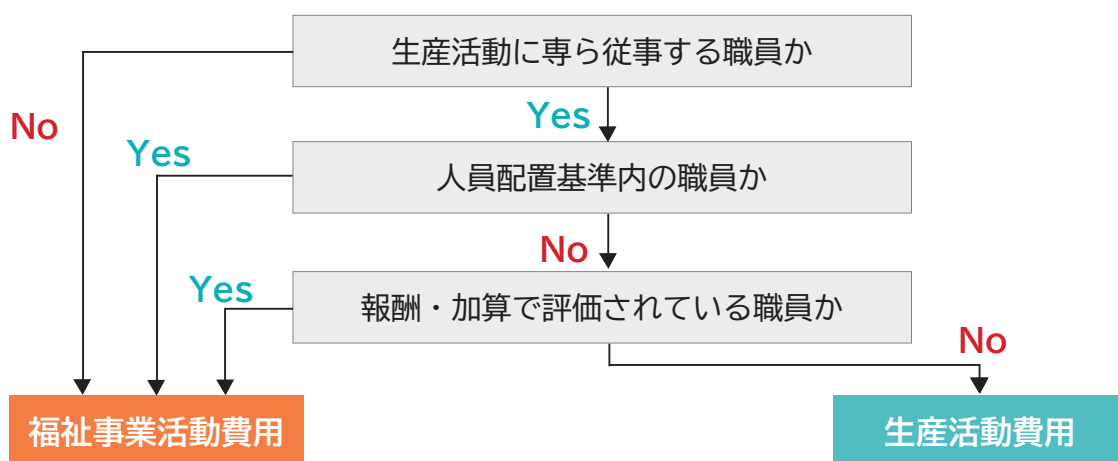 生産活動に専ら従事する職員か
No
Yes
Yes
人員配置基準内の職員か
No
Yes
報酬・加算で評価されている職員か
No
福祉事業活動費用
生産活動費用